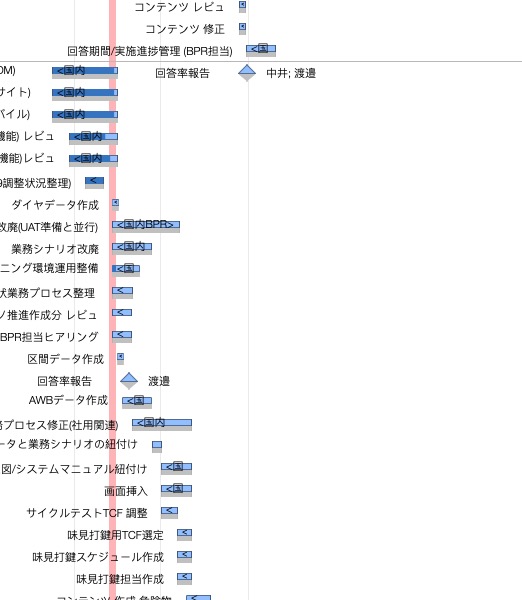 コンテンツ レビュ <
コンテンツ 修正 <
回答期間/実施進捗管理 (BPR担当) <国
OM) <国内 回答率報告 中井; 渡邉
サイト) <国内
バイル) <国内
機能) レビュ <国内
機能)レビュ <国内
9調整状況整理) <
ダイヤデータ作成 <
改廃(UAT準備と並行) <国内BPR>
業務シナリオ改廃 <国内
ニング環境運用整備 <国
状業務プロセス整理 <
ノ推進作成分 レビュ <
BPR担当ヒアリング <
区間データ作成 <
回答率報告 渡邉
AWBデータ作成 <国
プロセス修正(社用関連) <国内
ータと業務シナリオの紐付け
図/システムマニュアル紐付け <国
画面挿入 <国
サイクルテストTCF 調整 <
味見打鍵用TCF選定 <
味見打鍵スケジュール作成 <
味見打鍵担当作成 <
コンテンツ 作成 危険物 <